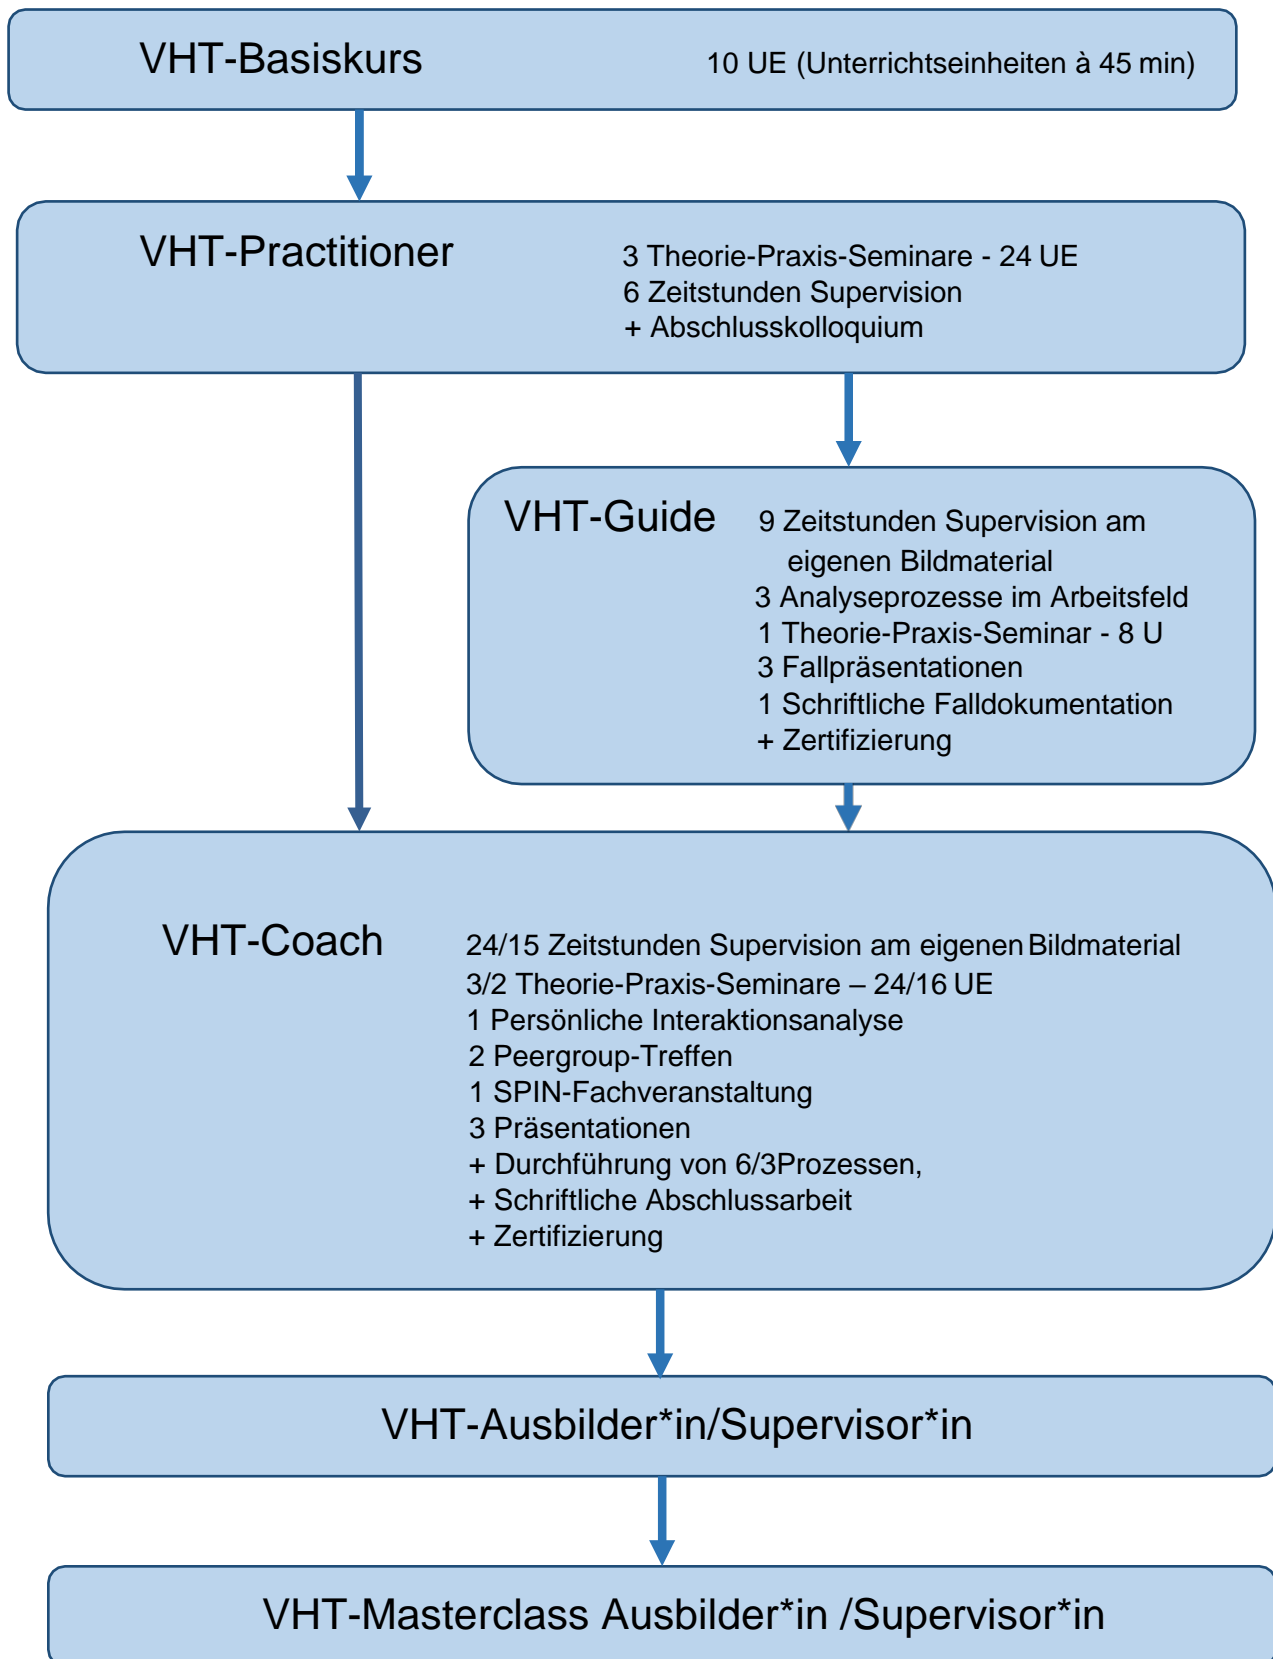 VHT-Basiskurs 10 UE (Unterrichtseinheiten à 45 min)
VHT-Practitioner 3 Theorie-Praxis-Seminare - 24 UE
6 Zeitstunden Supervision
+ Abschlusskolloquium
VHT-Guide 9 Zeitstunden Supervision am
eigenen Bildmaterial
3 Analyseprozesse im Arbeitsfeld
1 Theorie-Praxis-Seminar - 8 U
3 Fallpräsentationen
1 Schriftliche Falldokumentation
+ Zertifizierung
VHT-Coach 24/15 Zeitstunden Supervision am eigenen Bildmaterial
3/2 Theorie-Praxis-Seminare – 24/16 UE
1 Persönliche Interaktionsanalyse
2 Peergroup-Treffen
1 SPIN-Fachveranstaltung
3 Präsentationen
+ Durchführung von 6/3Prozessen,
+ Schriftliche Abschlussarbeit
+ Zertifizierung
VHT-Ausbilder*in/Supervisor*in
VHT-Masterclass Ausbilder*in /Supervisor*in